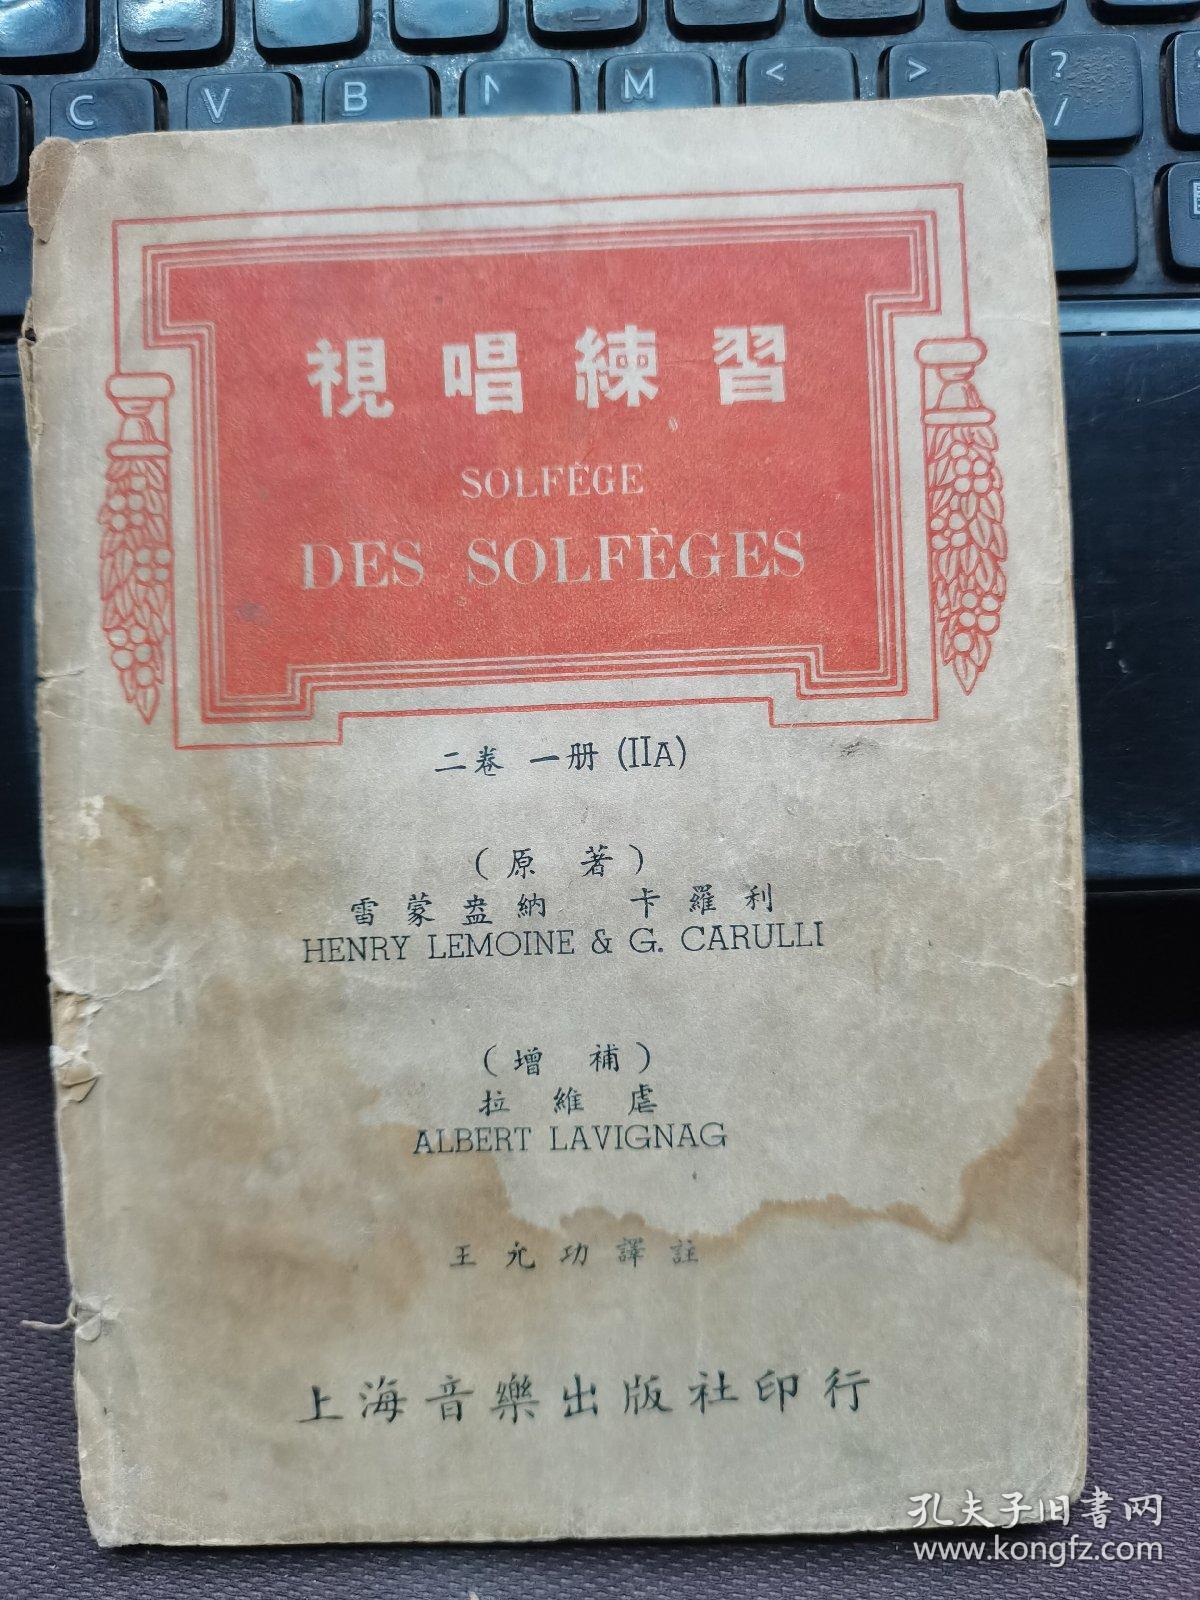 C V B N M < > ? /
視唱練習
SOLFÈGE
DES SOLFÈGES
二卷 一册 (IIA)
(原著)
雷蒙盎納 卡羅利
HENRY LEMOINE & G. CARULLI
(增補)
拉維虐
ALBERT LAVIGNAG
王允功譯註
上海音樂出版社印行
孔夫子旧书网
www.kongfz.com